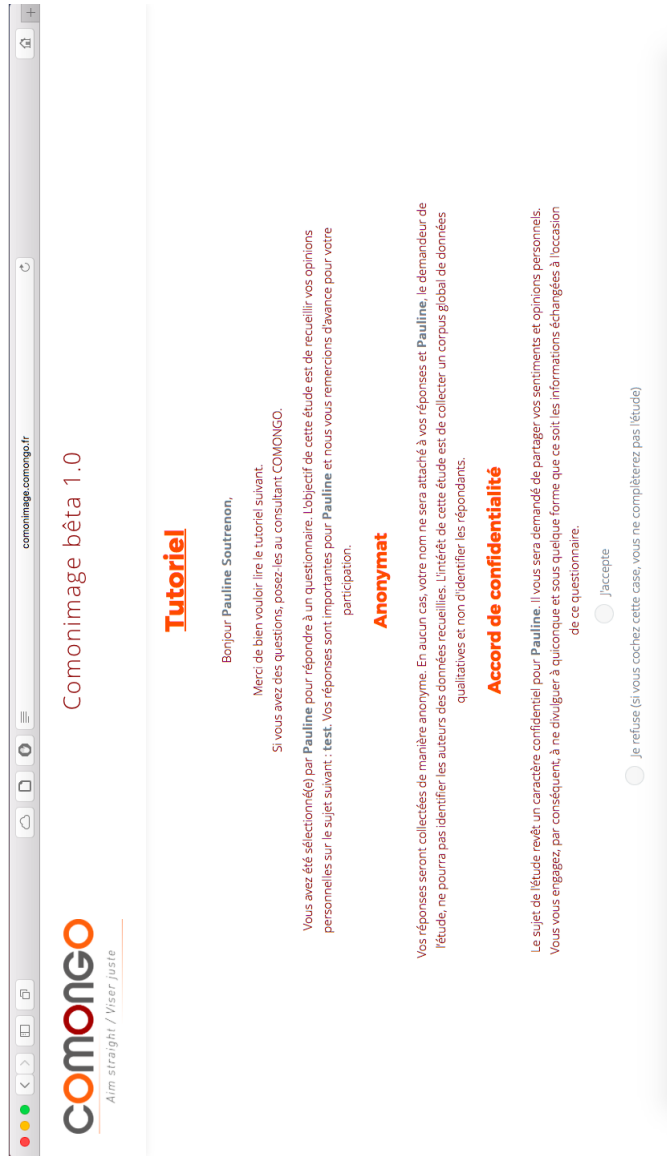 comonimage.comongo.fr
comongo
Aim straight / Viser juste
Comonimage bêta 1.0
Tutoriel
Bonjour Pauline Soutrenon,
Merci de bien vouloir lire le tutoriel suivant.
Si vous avez des questions, posez-les au consultant COMONGO.
Vous avez été sélectionné(e) par Pauline pour répondre à un questionnaire. L'objectif de cette étude est de recueillir vos opinions
personnelles sur le sujet suivant : test. Vos réponses sont importantes pour Pauline et nous vous remercions d'avance pour votre
participation.
Anonymat
Vos réponses seront collectées de manière anonyme. En aucun cas, votre nom ne sera attaché à vos réponses et Pauline, le demandeur de
l'étude, ne pourra pas identifier les auteurs des données recueillies. L'intérêt de cette étude est de collecter un corpus global de données
qualitatives et non d'identifier les répondants.
Accord de confidentialité
Le sujet de l'étude revêt un caractère confidentiel pour Pauline. Il vous sera demandé de partager vos sentiments et opinions personnels.
Vous vous engagez, par conséquent, à ne divulguer à quiconque et sous quelque forme que ce soit les informations échangées à l'occasion
de ce questionnaire.
J'accepte
Je refuse (si vous cochez cette case, vous ne complèterez pas l'étude)